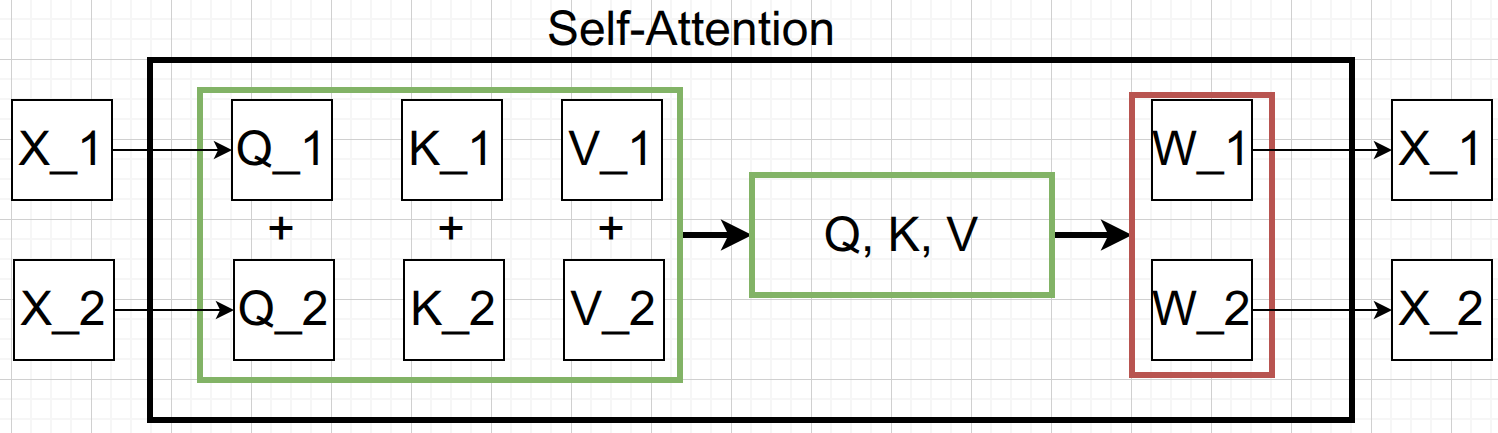 Self-Attention
X_1 Q_1 K_1 V_1 W_1 X_1
+ + +
Q, K, V
X_2 Q_2 K_2 V_2 W_2 X_2